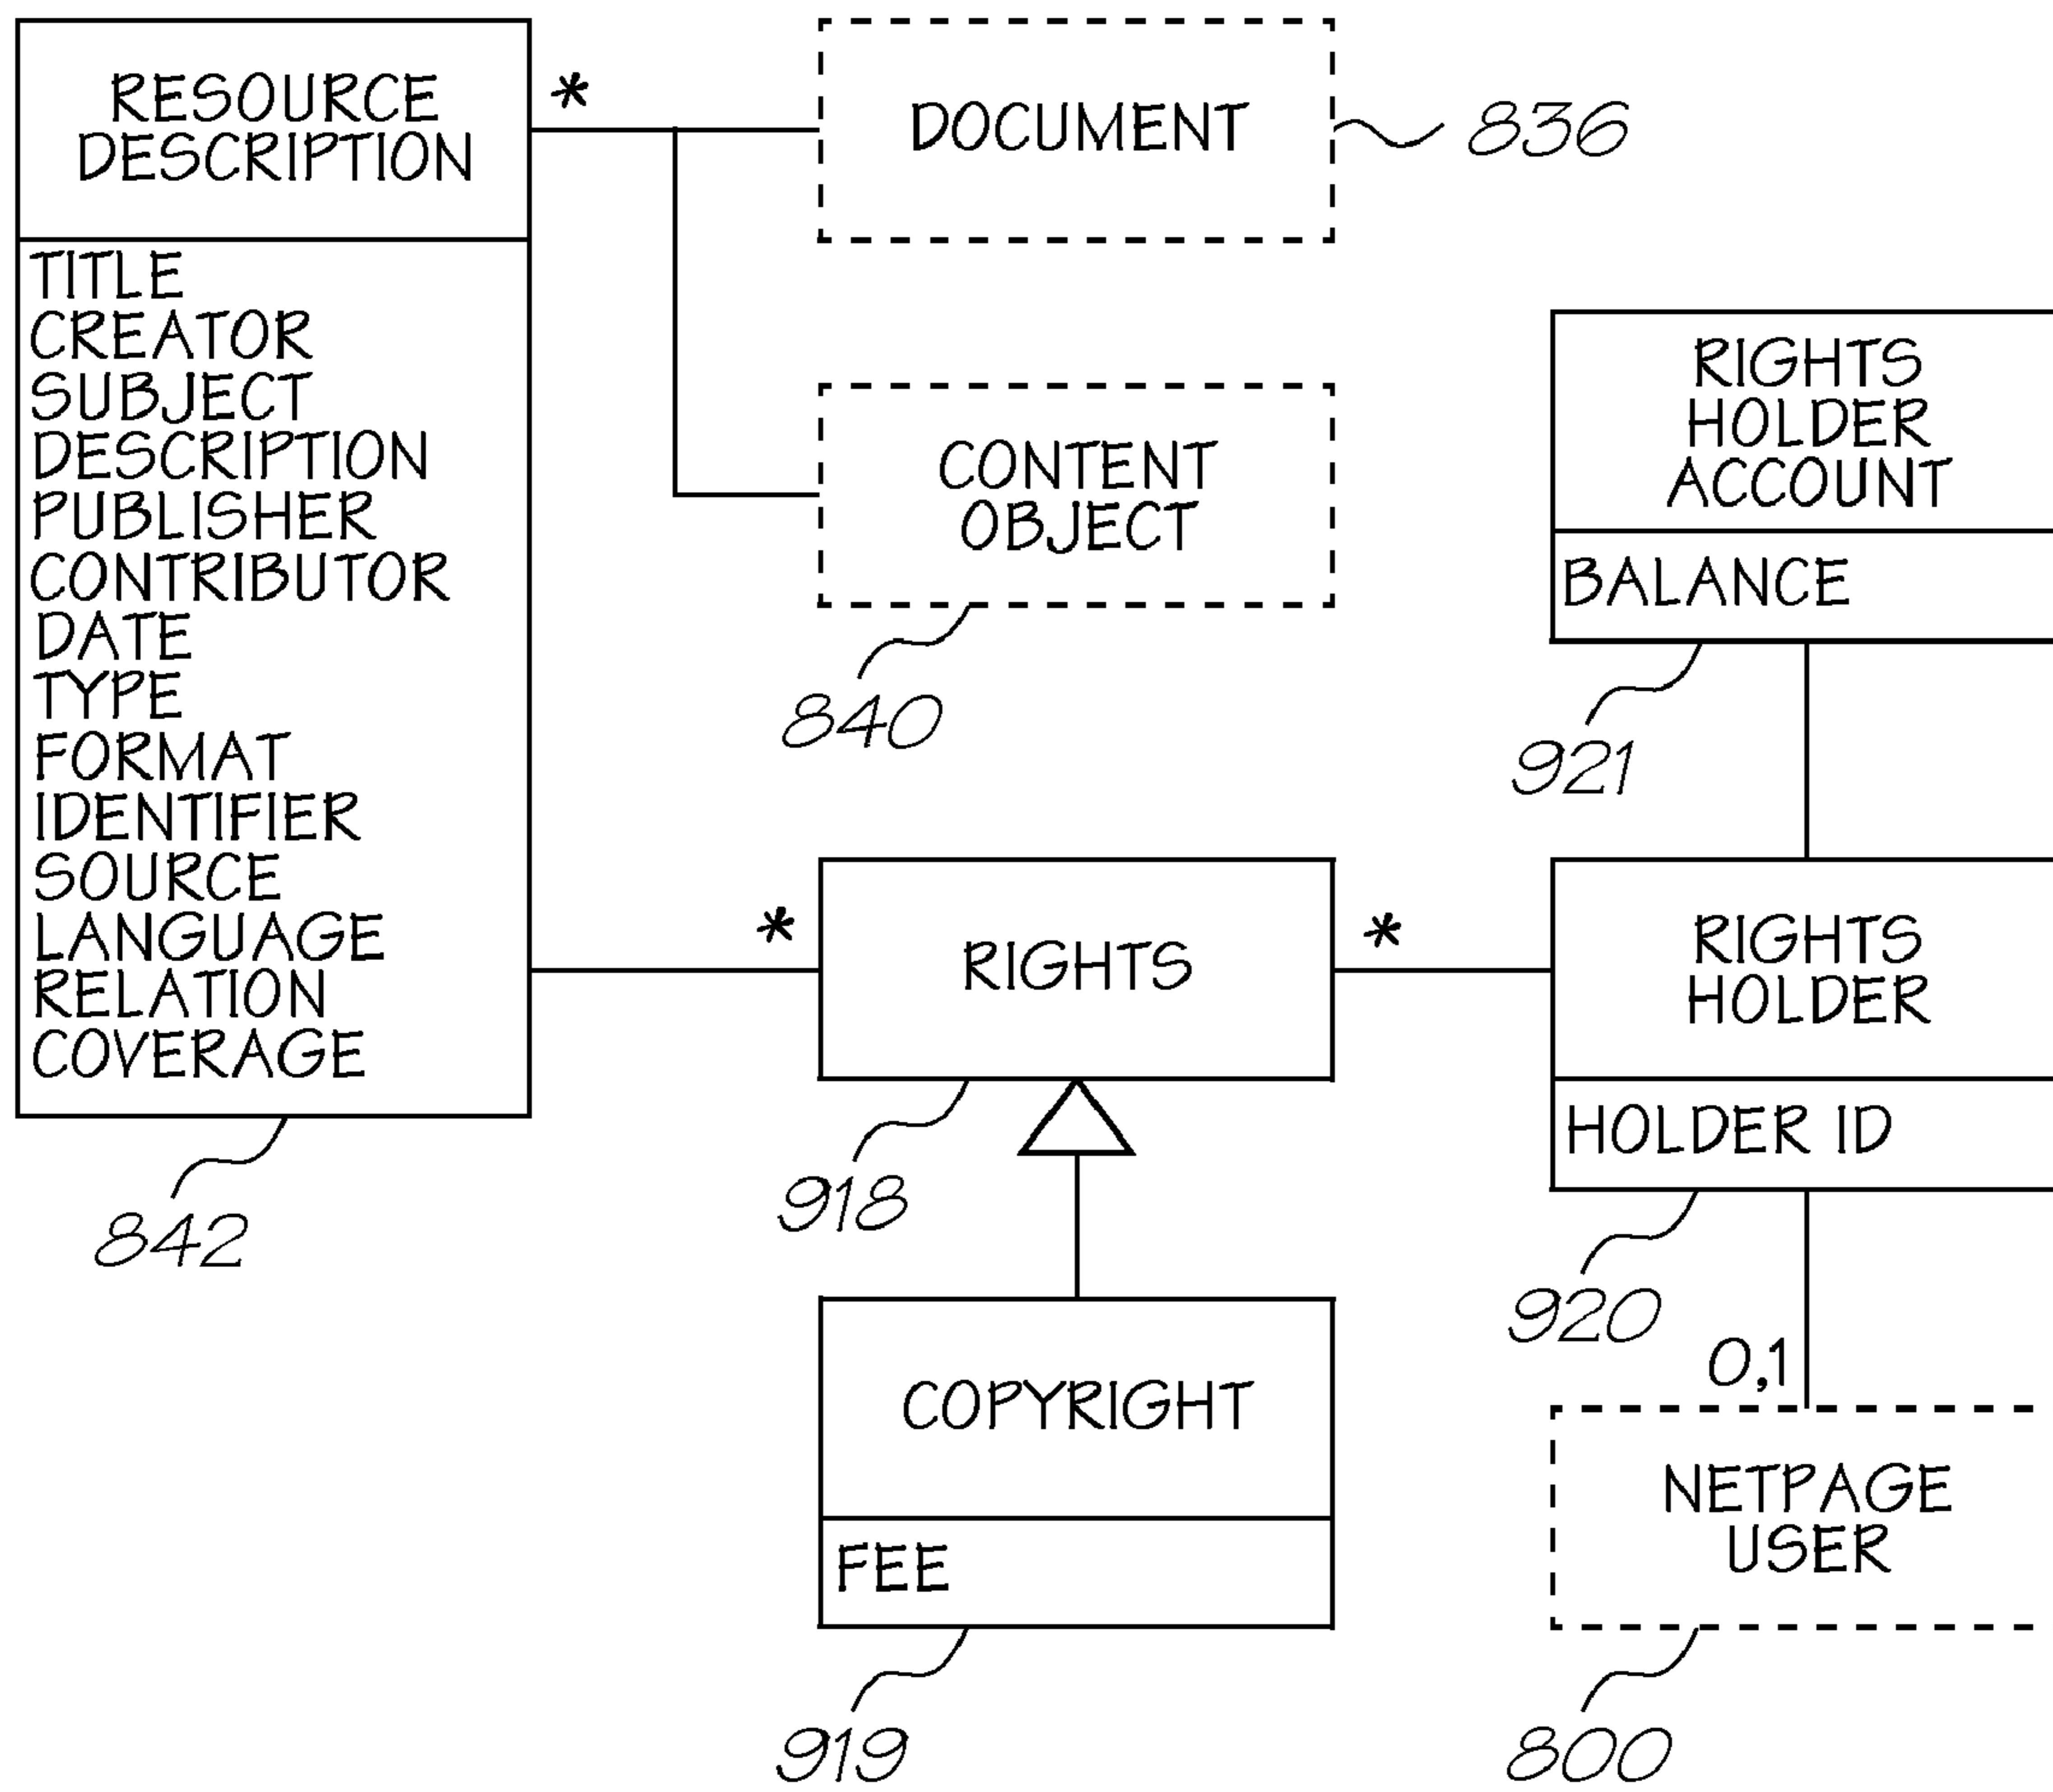 RESOURCE
DESCRIPTION
*
TITLE
CREATOR
SUBJECT
DESCRIPTION
PUBLISHER
CONTRIBUTOR
DATE
TYPE
FORMAT
IDENTIFIER
SOURCE
LANGUAGE
RELATION
COVERAGE
842
DOCUMENT
836
CONTENT
OBJECT
840
RIGHTS
HOLDER
ACCOUNT
BALANCE
921
*
RIGHTS
*
918
RIGHTS
HOLDER
HOLDER ID
920
COPYRIGHT
FEE
919
0,1
NETPAGE
USER
800